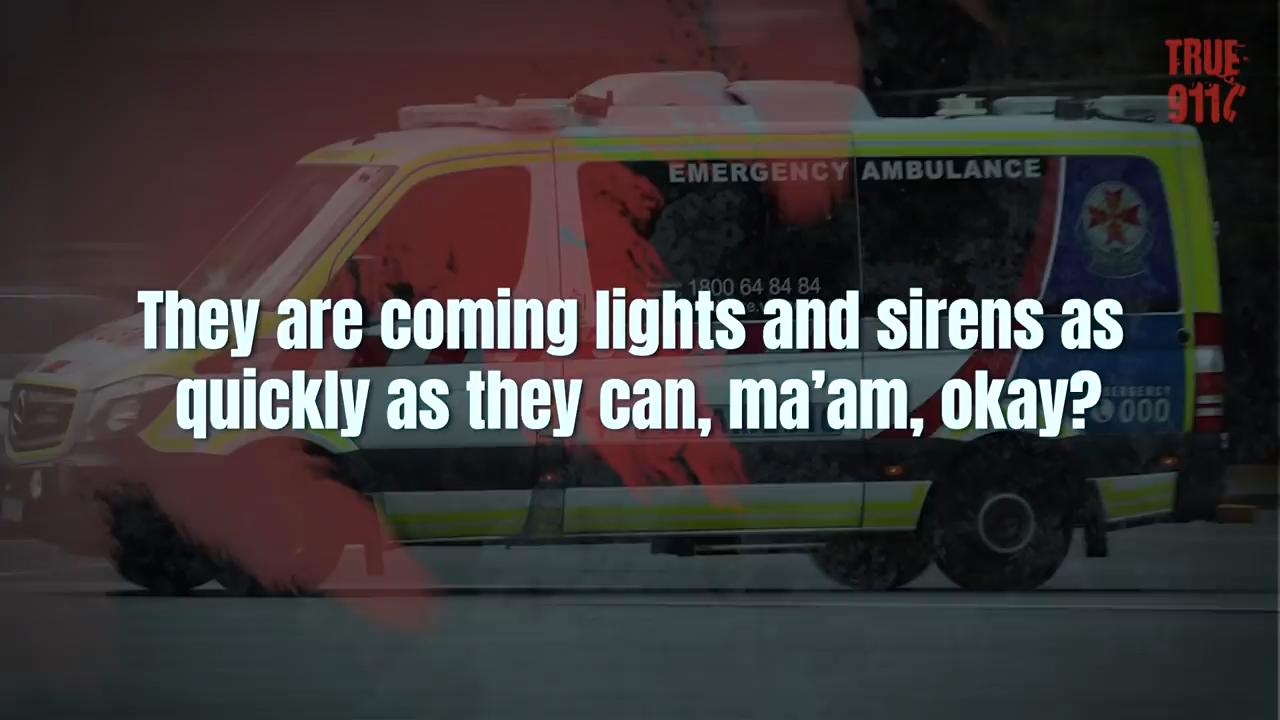 TRUE
911
EMERGENCY AMBULANCE
1800 64 84 84
They are coming lights and sirens as
quickly as they can, ma’am, okay?
EMERGENCY
000